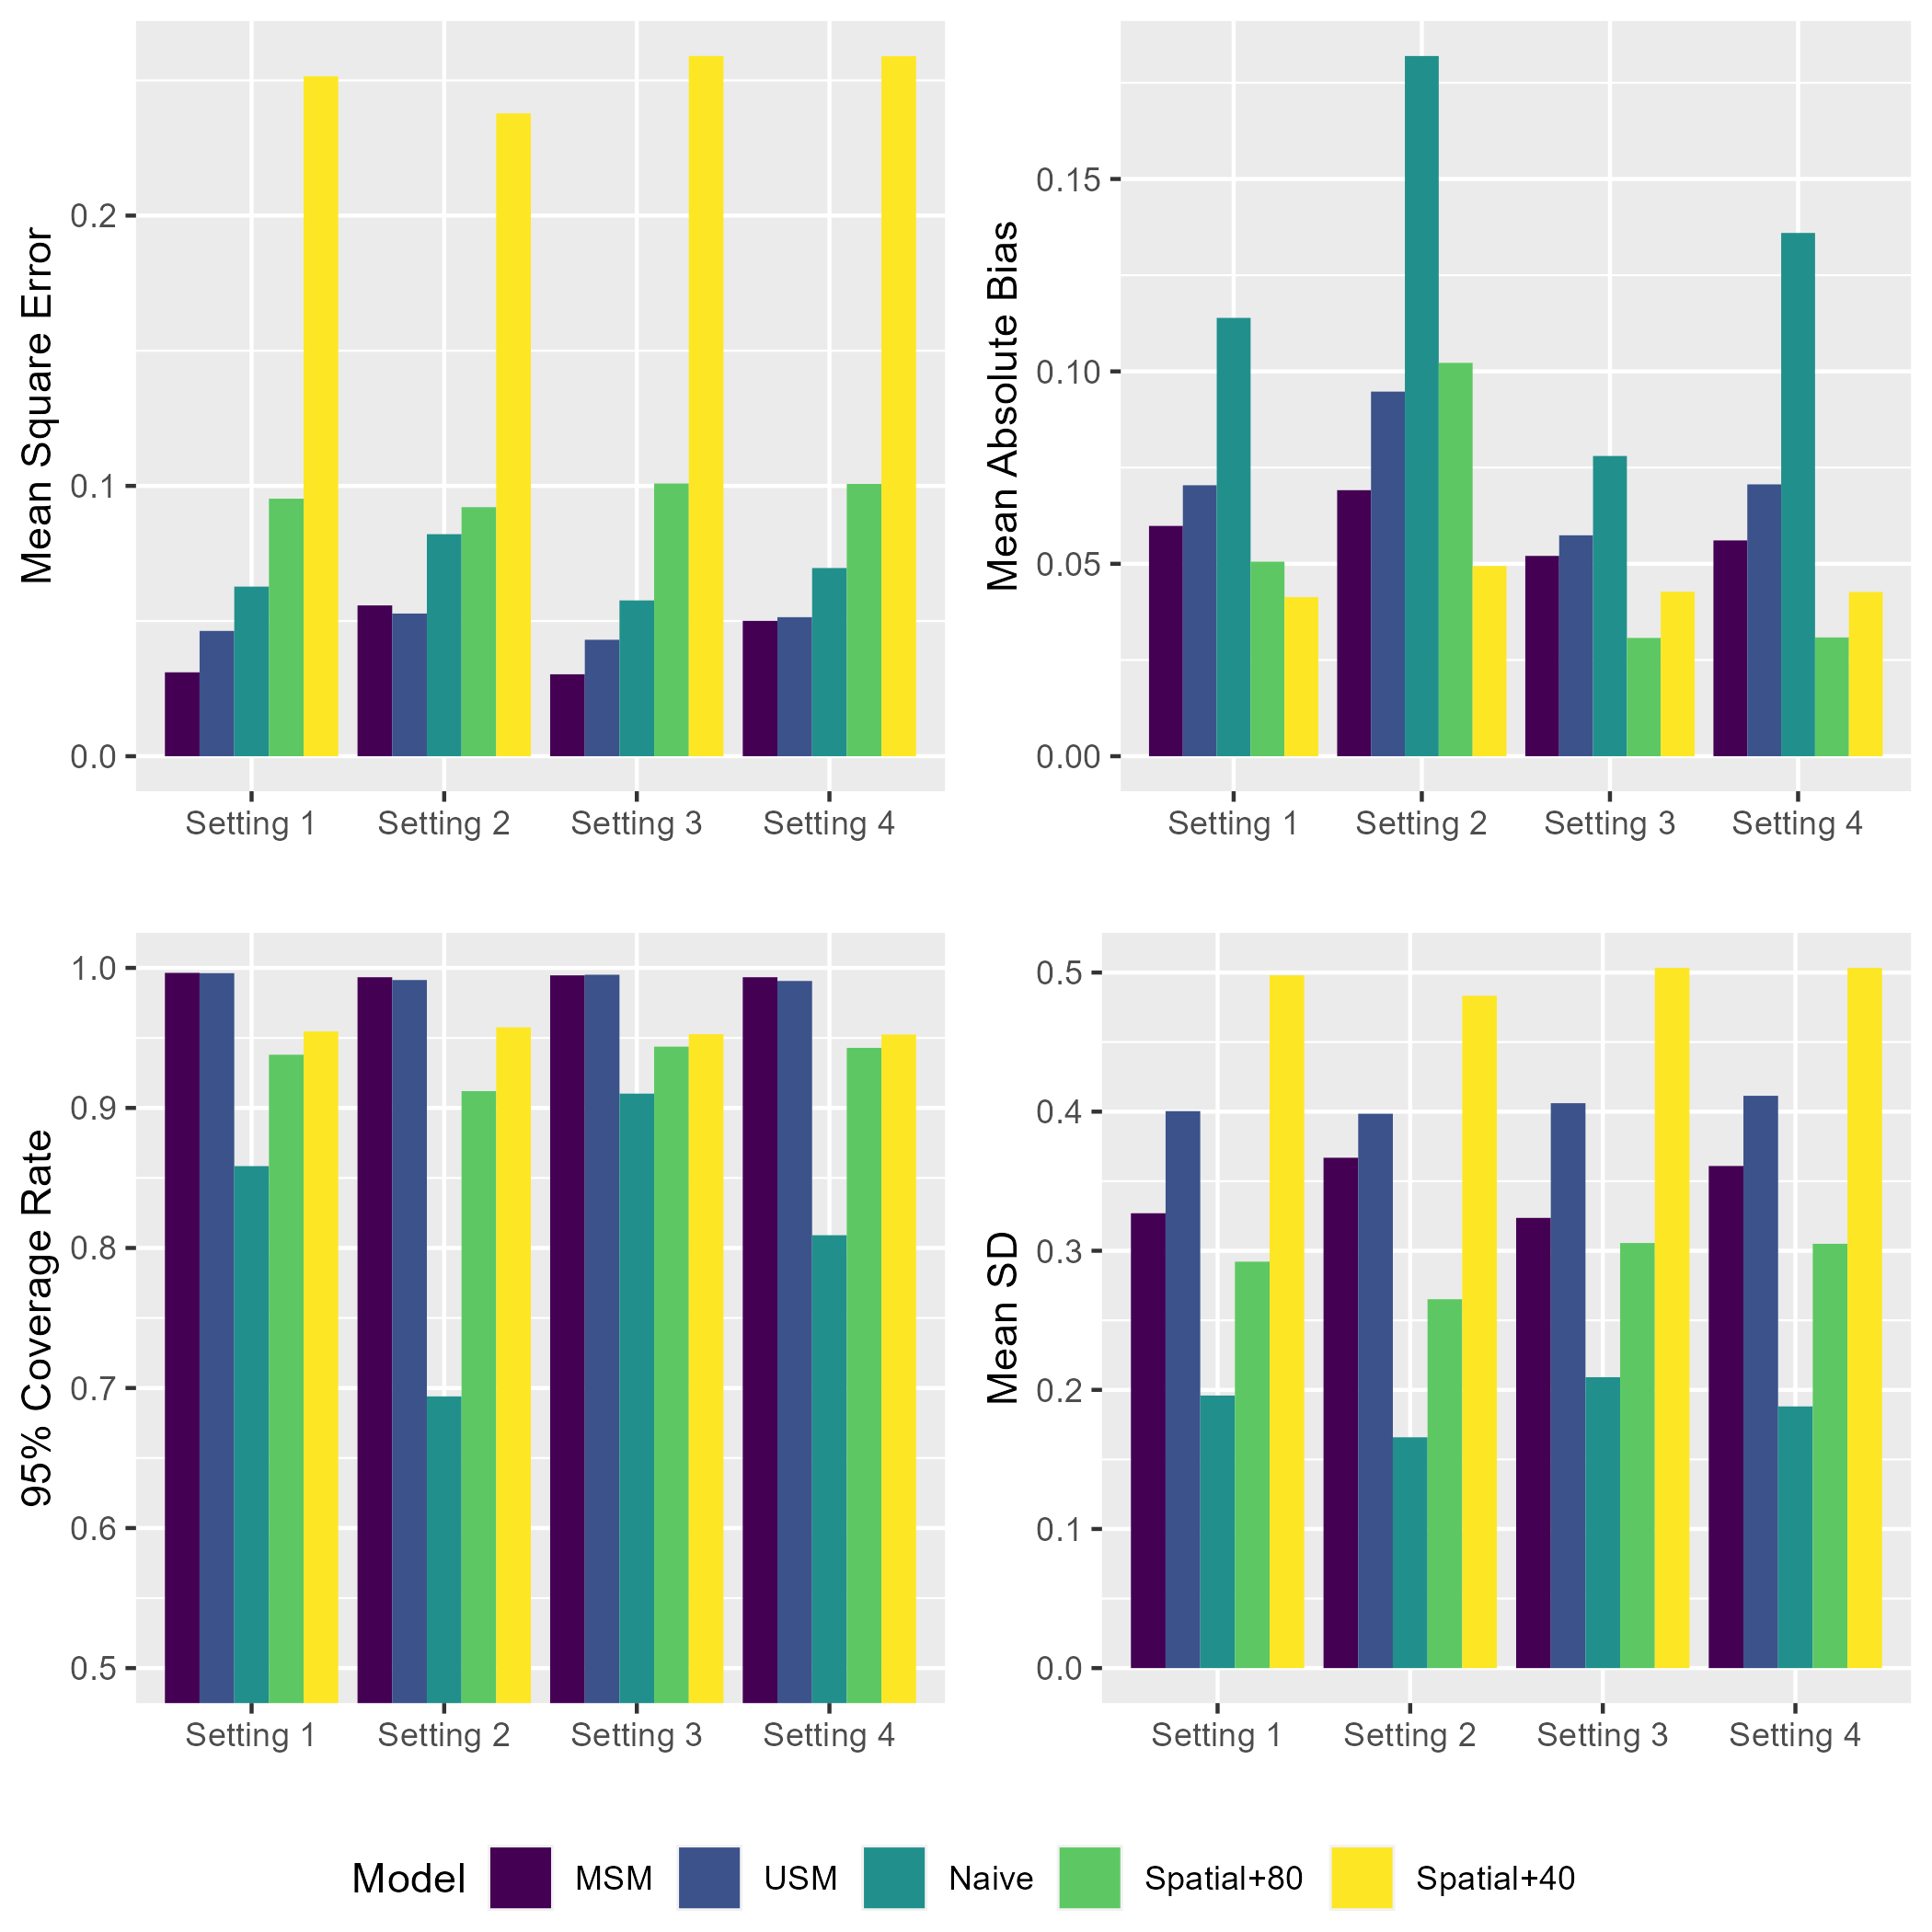 Mean Square Error
0.2
0.1
0.0
Setting 1 Setting 2 Setting 3 Setting 4
Mean Absolute Bias
0.15
0.10
0.05
0.00
Setting 1 Setting 2 Setting 3 Setting 4
95% Coverage Rate
1.0
0.9
0.8
0.7
0.6
0.5
Setting 1 Setting 2 Setting 3 Setting 4
Mean SD
0.5
0.4
0.3
0.2
0.1
0.0
Setting 1 Setting 2 Setting 3 Setting 4
Model MSM USM Naive Spatial+80 Spatial+40